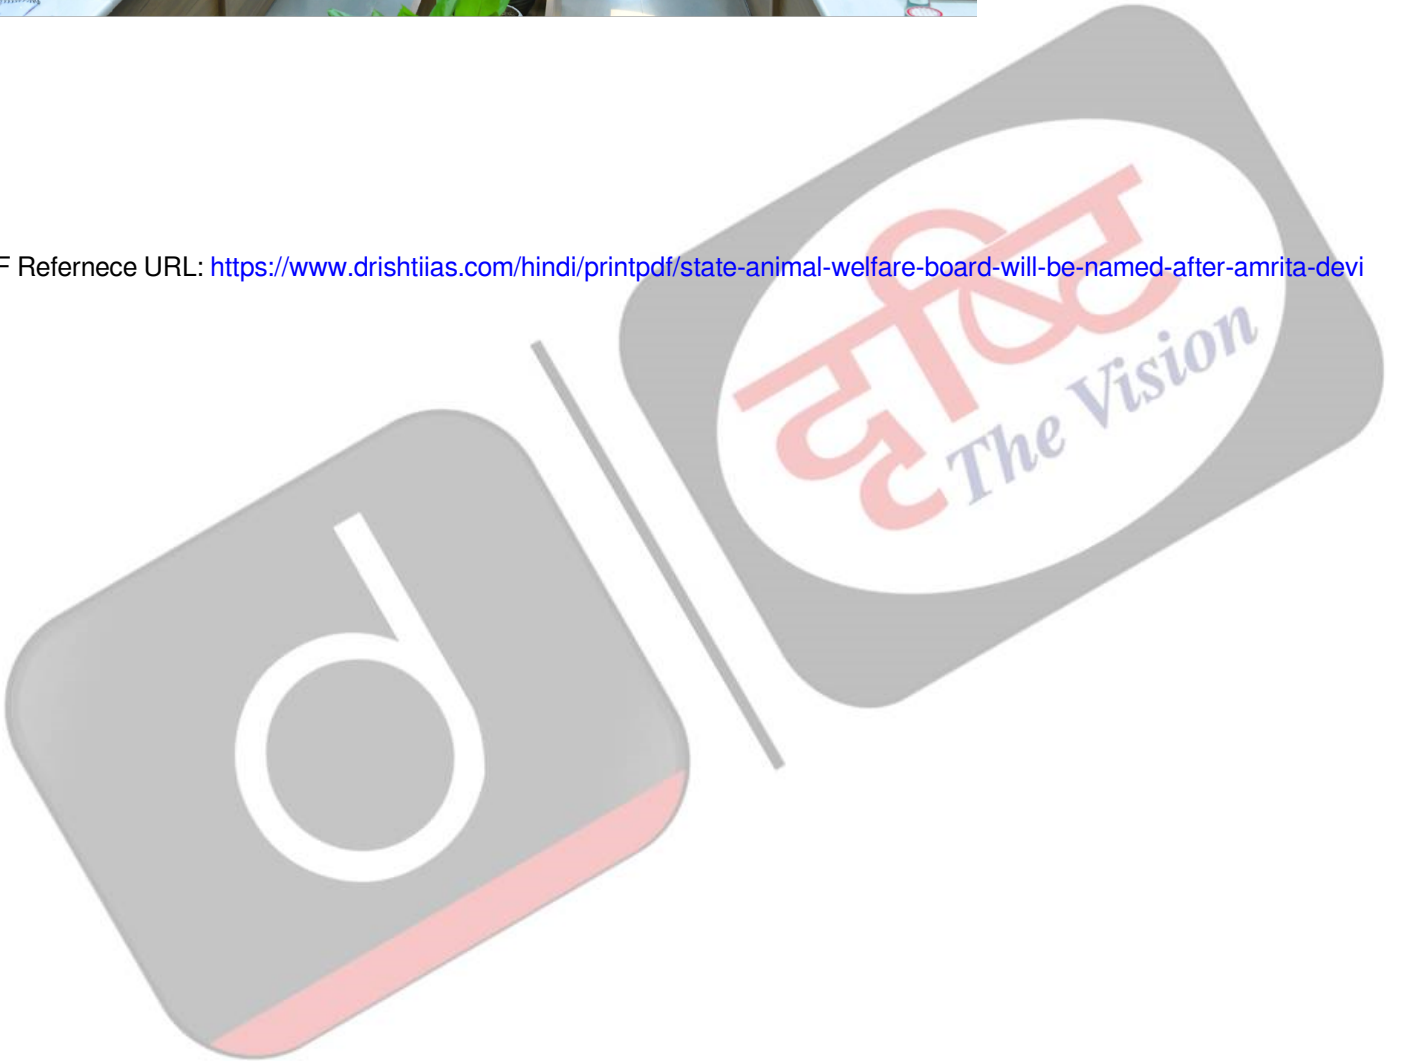 F Refernece URL: https://www.drishtiias.com/hindi/printpdf/state-animal-welfare-board-will-be-named-after-amrita-devi
दृष्टि
The Vision
d